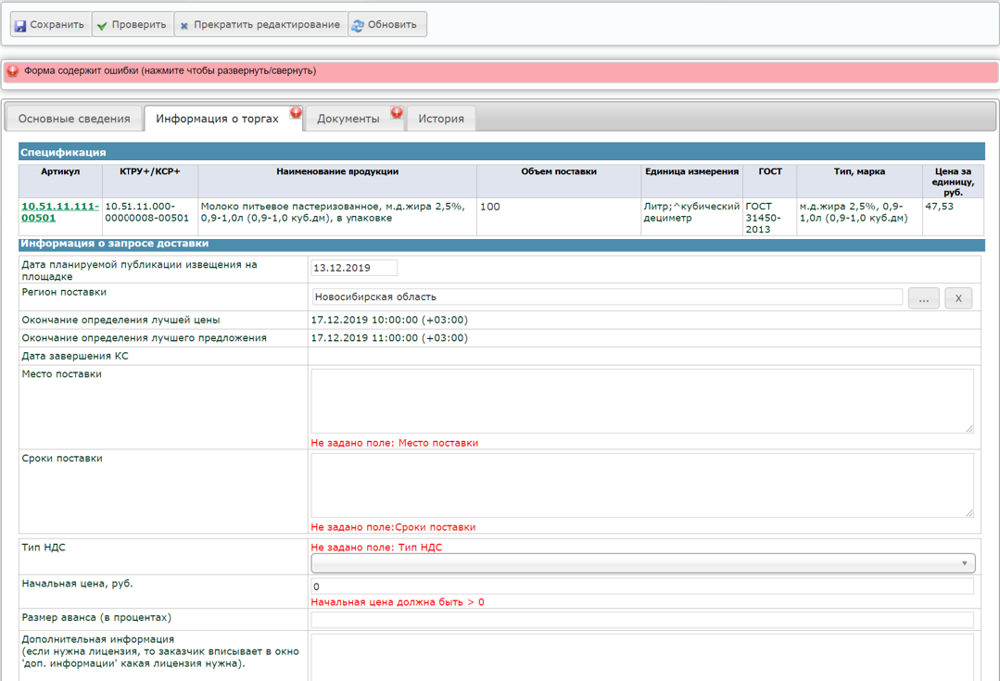 Сохранить Проверить Прекратить редактирование Обновить
Форма содержит ошибки (нажмите чтобы развернуть/свернуть)
Основные сведения Информация о торгах Документы История
Спецификация
Артикул КТРУ+/КСР+ Наименование продукции Объем поставки Единица измерения ГОСТ Тип, марка Цена за
единицу,
руб.
10.51.11.111- 10.51.11.000- Молоко питьевое пастеризованное, м.д.жира 2,5%, 100 Литр;^кубический ГОСТ м.д.жира 2,5%, 0,9- 47,53
00501 00000008-00501 0,9-1,0л (0,9-1,0 куб.дм), в упаковке дециметр 31450- 1,0л (0,9-1,0 куб.дм)
2013
Информация о запросе доставки
Дата планируемой публикации извещения на
площадке
13.12.2019
Регион поставки
Новосибирская область ... X
Окончание определения лучшей цены 17.12.2019 10:00:00 (+03:00)
Окончание определения лучшего предложения 17.12.2019 11:00:00 (+03:00)
Дата завершения КС
Место поставки
Не задано поле: Место поставки
Сроки поставки
Не задано поле:Сроки поставки
Тип НДС Не задано поле: Тип НДС
Начальная цена, руб. 0
Начальная цена должна быть > 0
Размер аванса (в процентах)
Дополнительная информация
(если нужна лицензия, то заказчик вписывает в окно
'доп. информации' какая лицензия нужна).